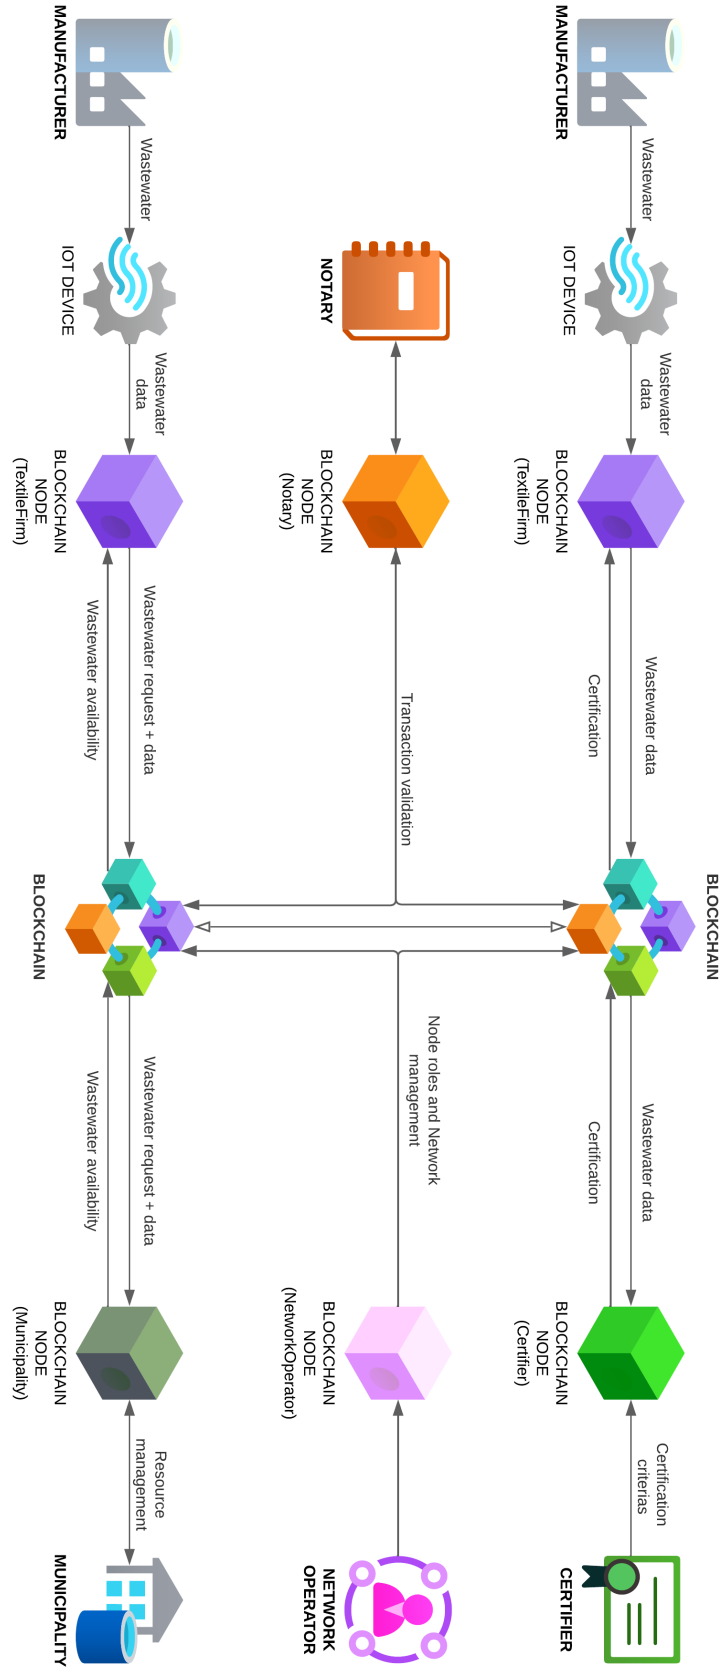 BLOCKCHAIN
Wastewater
Wastewater
data
Wastewater data
Wastewater data
Certification
criterias
Certification
Certification
MANUFACTURER
IOT DEVICE
BLOCKCHAIN
NODE
(TextileFirm)
BLOCKCHAIN
NODE
(Certifier)
CERTIFIER
Transaction validation
Node roles and Network
management
NOTARY
BLOCKCHAIN
NODE
(Notary)
BLOCKCHAIN
NODE
(NetworkOperator)
NETWORK
OPERATOR
Wastewater
Wastewater
data
Wastewater request + data
Wastewater request + data
Resource
management
Wastewater availability
Wastewater availability
MANUFACTURER
IOT DEVICE
BLOCKCHAIN
NODE
(TextileFirm)
BLOCKCHAIN
BLOCKCHAIN
NODE
(Municipality)
MUNICIPALITY